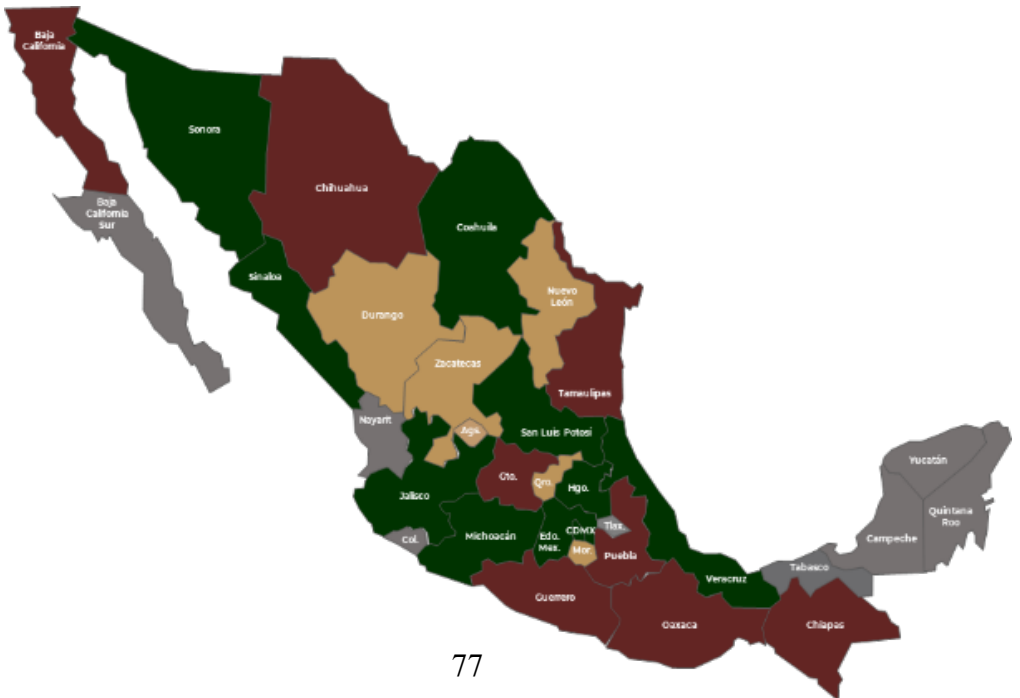 Baja
California
Sonora
Chihuahua
Baja
California
Sur
Coahuila
Sinaloa
Nuevo
León
Durango
Zacatecas
Tamaulipas
Nayarit
Ags.
San Luis Potosí
Gto.
Qro.
Hgo.
Jalisco
Yucatán
Michoacán
Edo.
Mex.
CDMX
Tlax.
Col.
Mor.
Puebla
Quintana
Roo
Campeche
Tabasco
Veracruz
Guerrero
Oaxaca
Chiapas
77